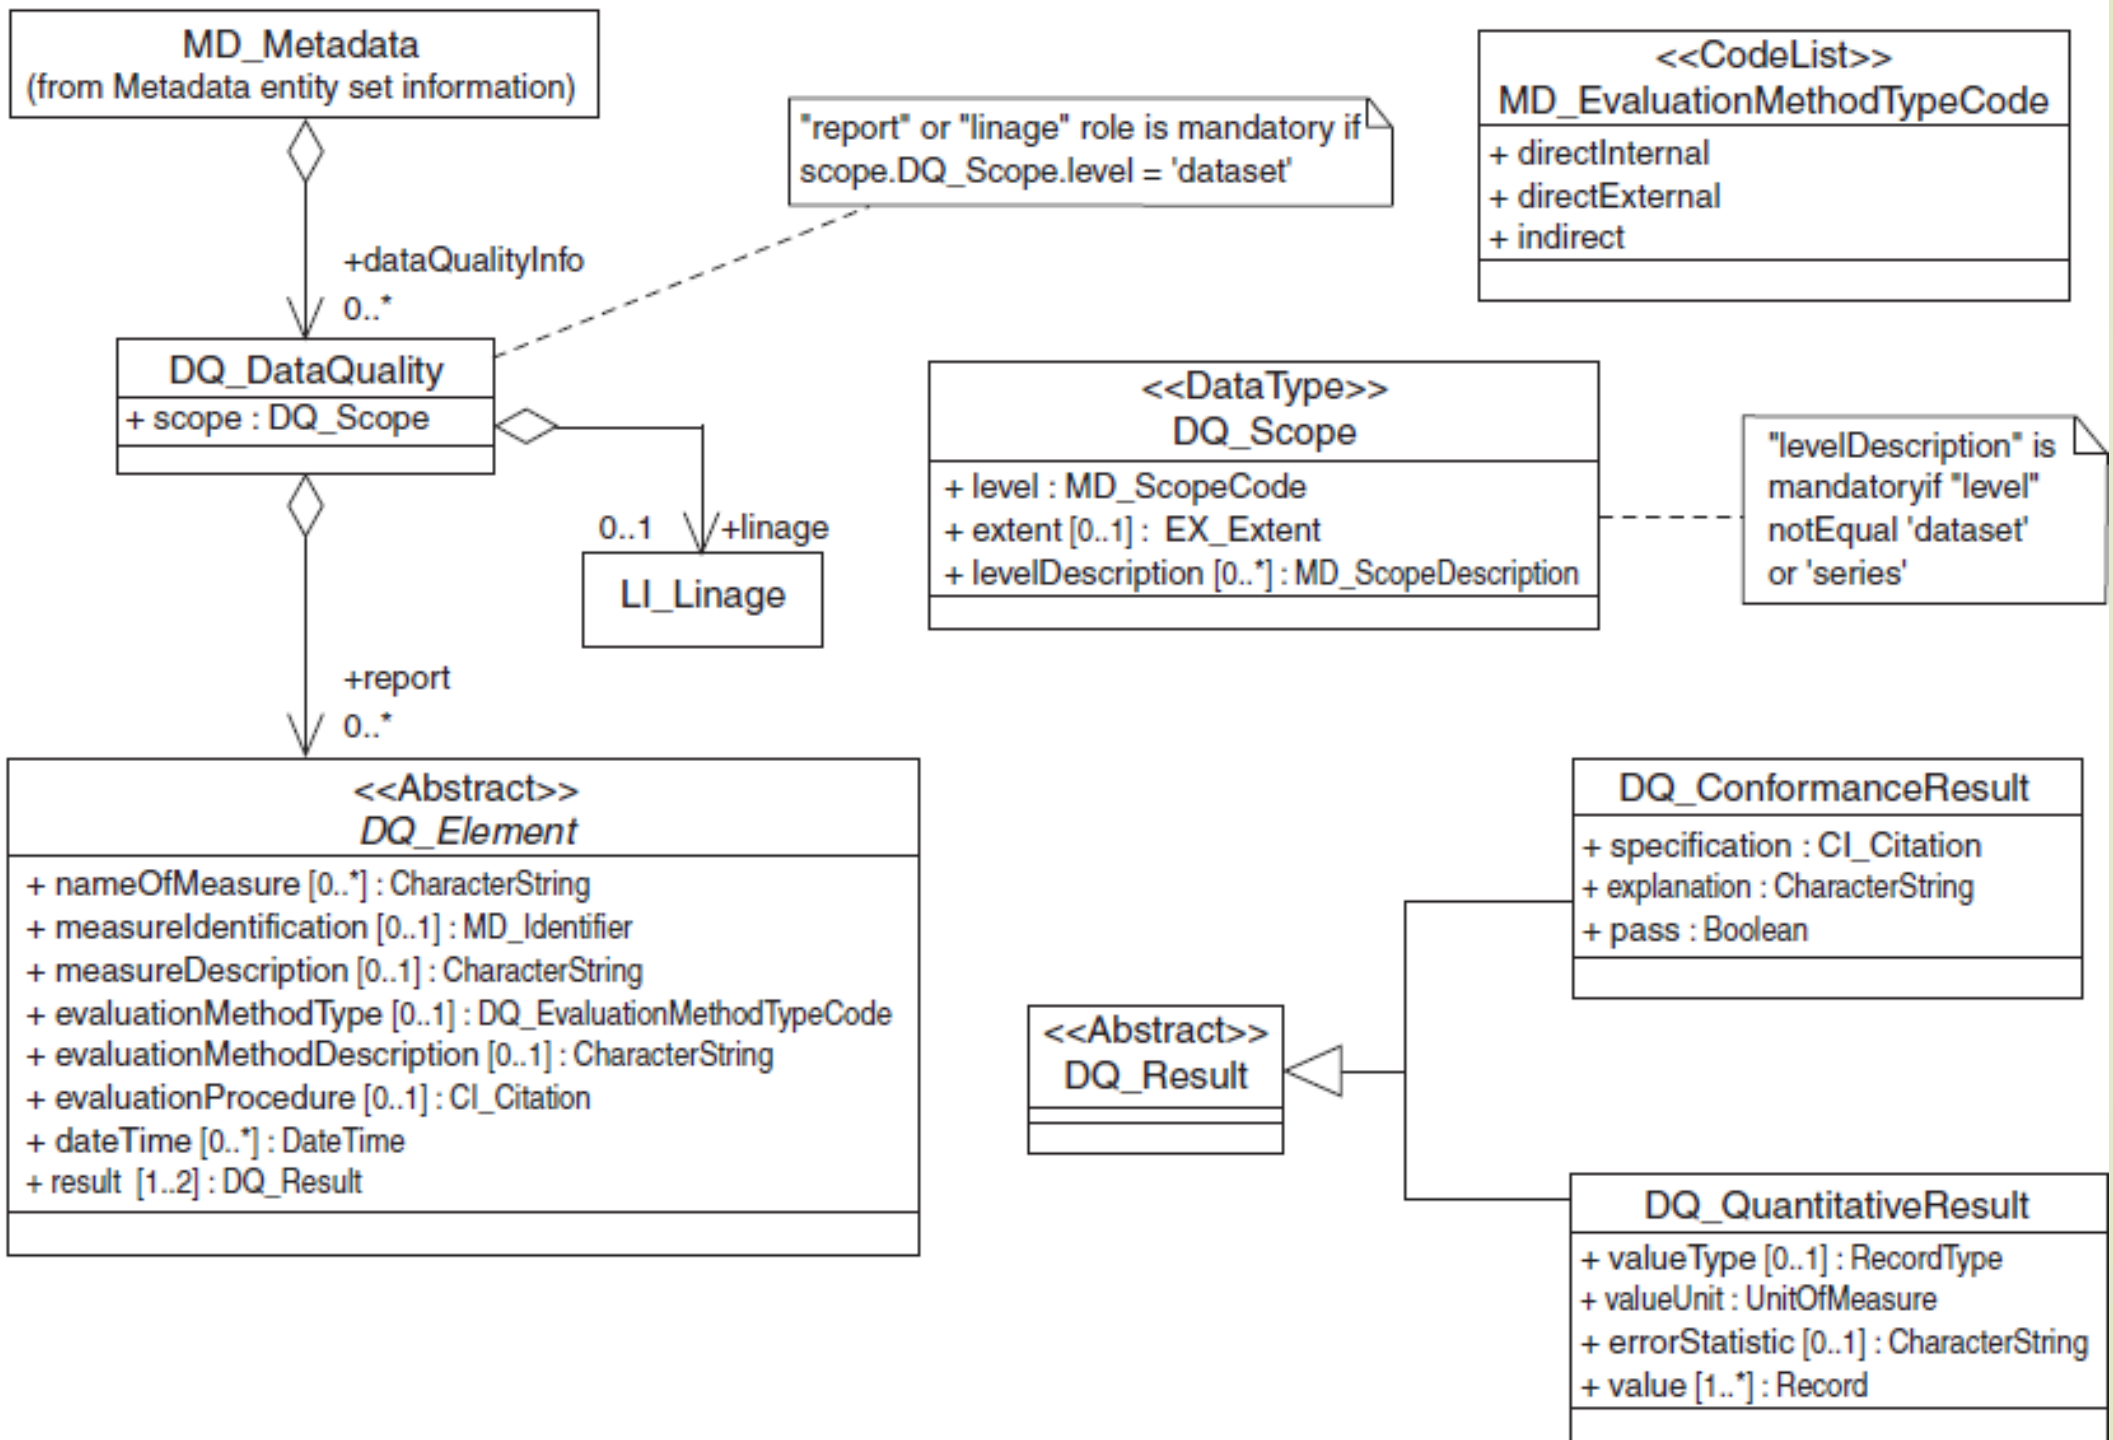 MD_Metadata
(from Metadata entity set information)
<<CodeList>>
MD_EvaluationMethodTypeCode
+ directInternal
+ directExternal
+ indirect
"report" or "linage" role is mandatory if
scope.DQ_Scope.level = 'dataset'
+dataQualityInfo
0..*
DQ_DataQuality
+ scope : DQ_Scope
<<DataType>>
DQ_Scope
+ level : MD_ScopeCode
+ extent [0..1] : EX_Extent
+ levelDescription [0..*] : MD_ScopeDescription
"levelDescription" is
mandatoryif "level"
notEqual 'dataset'
or 'series'
0..1
+linage
LI_Linage
+report
0..*
<<Abstract>>
DQ_Element
+ nameOfMeasure [0..*] : CharacterString
+ measureIdentification [0..1] : MD_Identifier
+ measureDescription [0..1] : CharacterString
+ evaluationMethodType [0..1] : DQ_EvaluationMethodTypeCode
+ evaluationMethodDescription [0..1] : CharacterString
+ evaluationProcedure [0..1] : CI_Citation
+ dateTime [0..*] : DateTime
+ result [1..2] : DQ_Result
<<Abstract>>
DQ_Result
DQ_ConformanceResult
+ specification : CI_Citation
+ explanation : CharacterString
+ pass : Boolean
DQ_QuantitativeResult
+ valueType [0..1] : RecordType
+ valueUnit : UnitOfMeasure
+ errorStatistic [0..1] : CharacterString
+ value [1..*] : Record